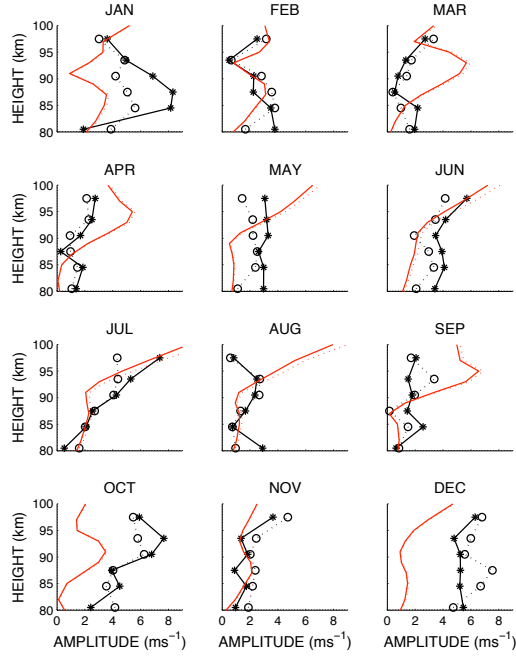 JAN FEB MAR
HEIGHT (km)
100
95
90
85
80
APR MAY JUN
HEIGHT (km)
100
95
90
85
80
JUL AUG SEP
HEIGHT (km)
100
95
90
85
80
OCT NOV DEC
HEIGHT (km)
100
95
90
85
80
0 2 4 6 8 0 2 4 6 8 0 2 4 6 8
AMPLITUDE (ms⁻¹) AMPLITUDE (ms⁻¹) AMPLITUDE (ms⁻¹)